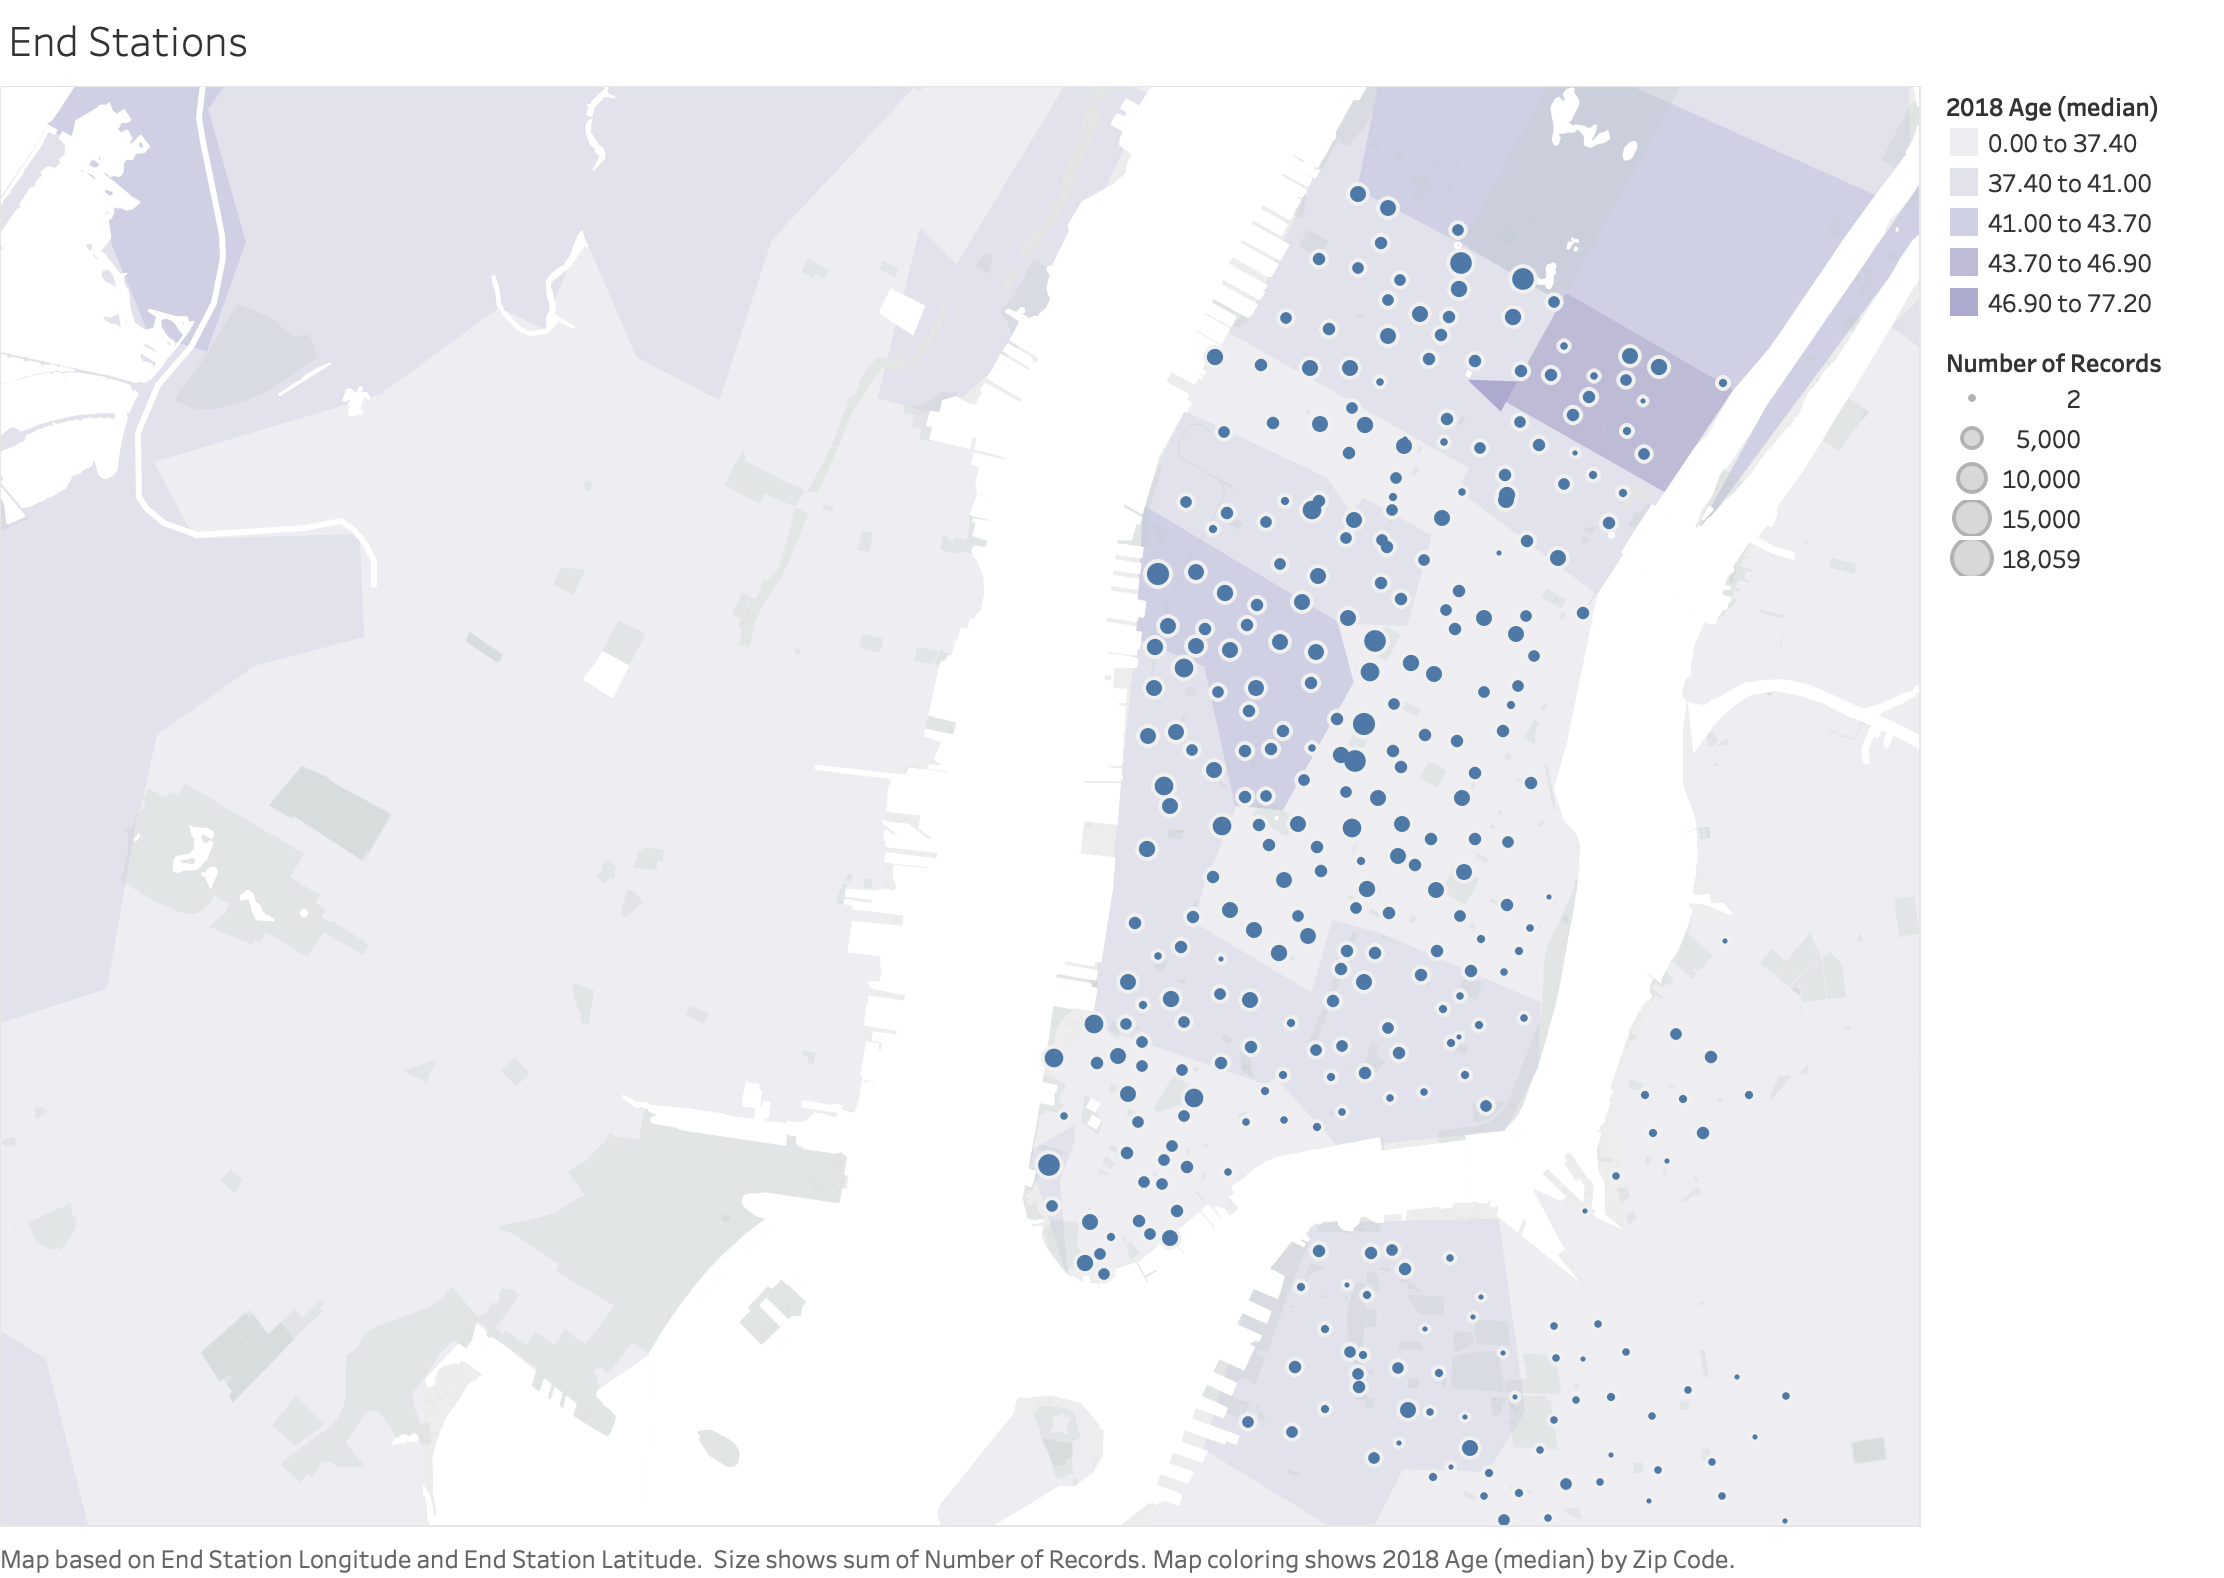 End Stations
2018 Age (median)
0.00 to 37.40
37.40 to 41.00
41.00 to 43.70
43.70 to 46.90
46.90 to 77.20
Number of Records
2
5,000
10,000
15,000
18,059
Map based on End Station Longitude and End Station Latitude.  Size shows sum of Number of Records. Map coloring shows 2018 Age (median) by Zip Code.